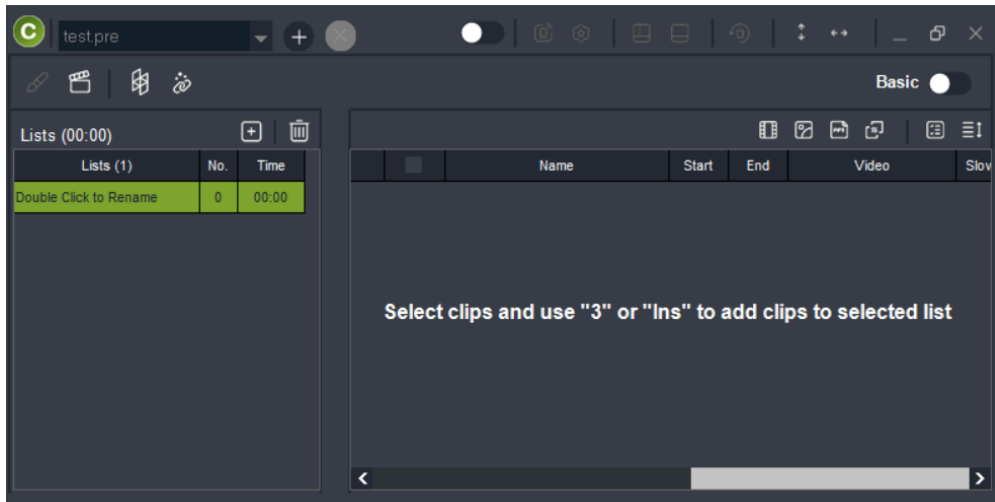 C
test.pre
Basic
Lists (00:00)
Lists (1) No. Time
Name Start End Video Slov
Double Click to Rename 0 00:00
Select clips and use "3" or "Ins" to add clips to selected list